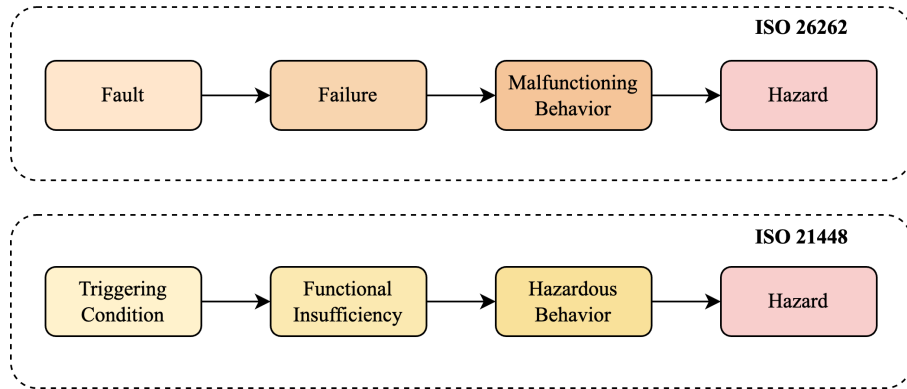 ISO 26262
Fault
Failure
Malfunctioning
Behavior
Hazard
ISO 21448
Triggering
Condition
Functional
Insufficiency
Hazardous
Behavior
Hazard